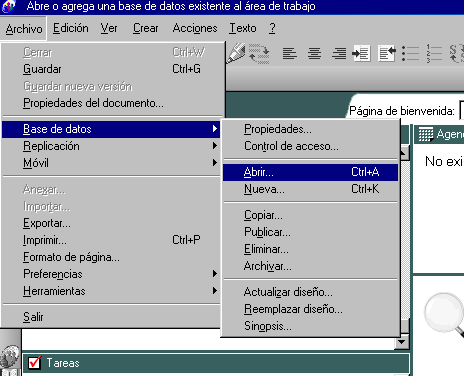 Abre o agrega una base de datos existente al área de trabajo
Archivo Edición Ver Crear Acciones Texto ?
Cerrar Ctrl+W
Guardar Ctrl+G
Guardar nueva versión
Propiedades del documento...
Base de datos
Replicación
Móvil
Anexar...
Importar...
Exportar...
Imprimir... Ctrl+P
Formato de página...
Preferencias
Herramientas
Salir
Propiedades...
Control de acceso...
Abrir... Ctrl+A
Nueva... Ctrl+K
Copiar...
Publicar...
Eliminar...
Archivar...
Actualizar diseño...
Reemplazar diseño...
Sinopsis...
Página de bienvenida:
Agen
No exi
Tareas